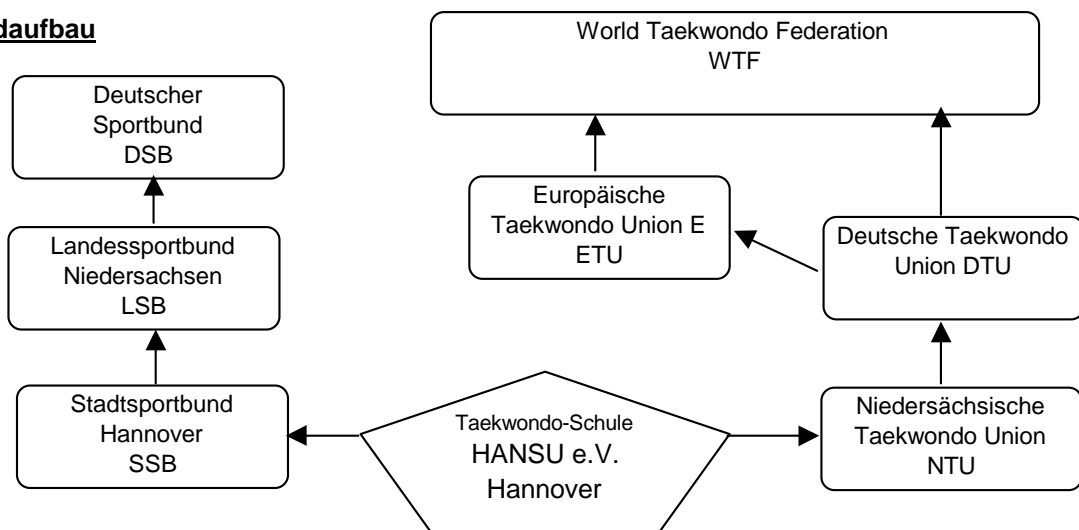 daufbau
World Taekwondo Federation
WTF
Deutscher
Sportbund
DSB
Europäische
Taekwondo Union E
ETU
Landessportbund
Niedersachsen
LSB
Deutsche Taekwondo
Union DTU
Stadtsportbund
Hannover
SSB
Taekwondo-Schule
HANSU e.V.
Hannover
Niedersächsische
Taekwondo Union
NTU